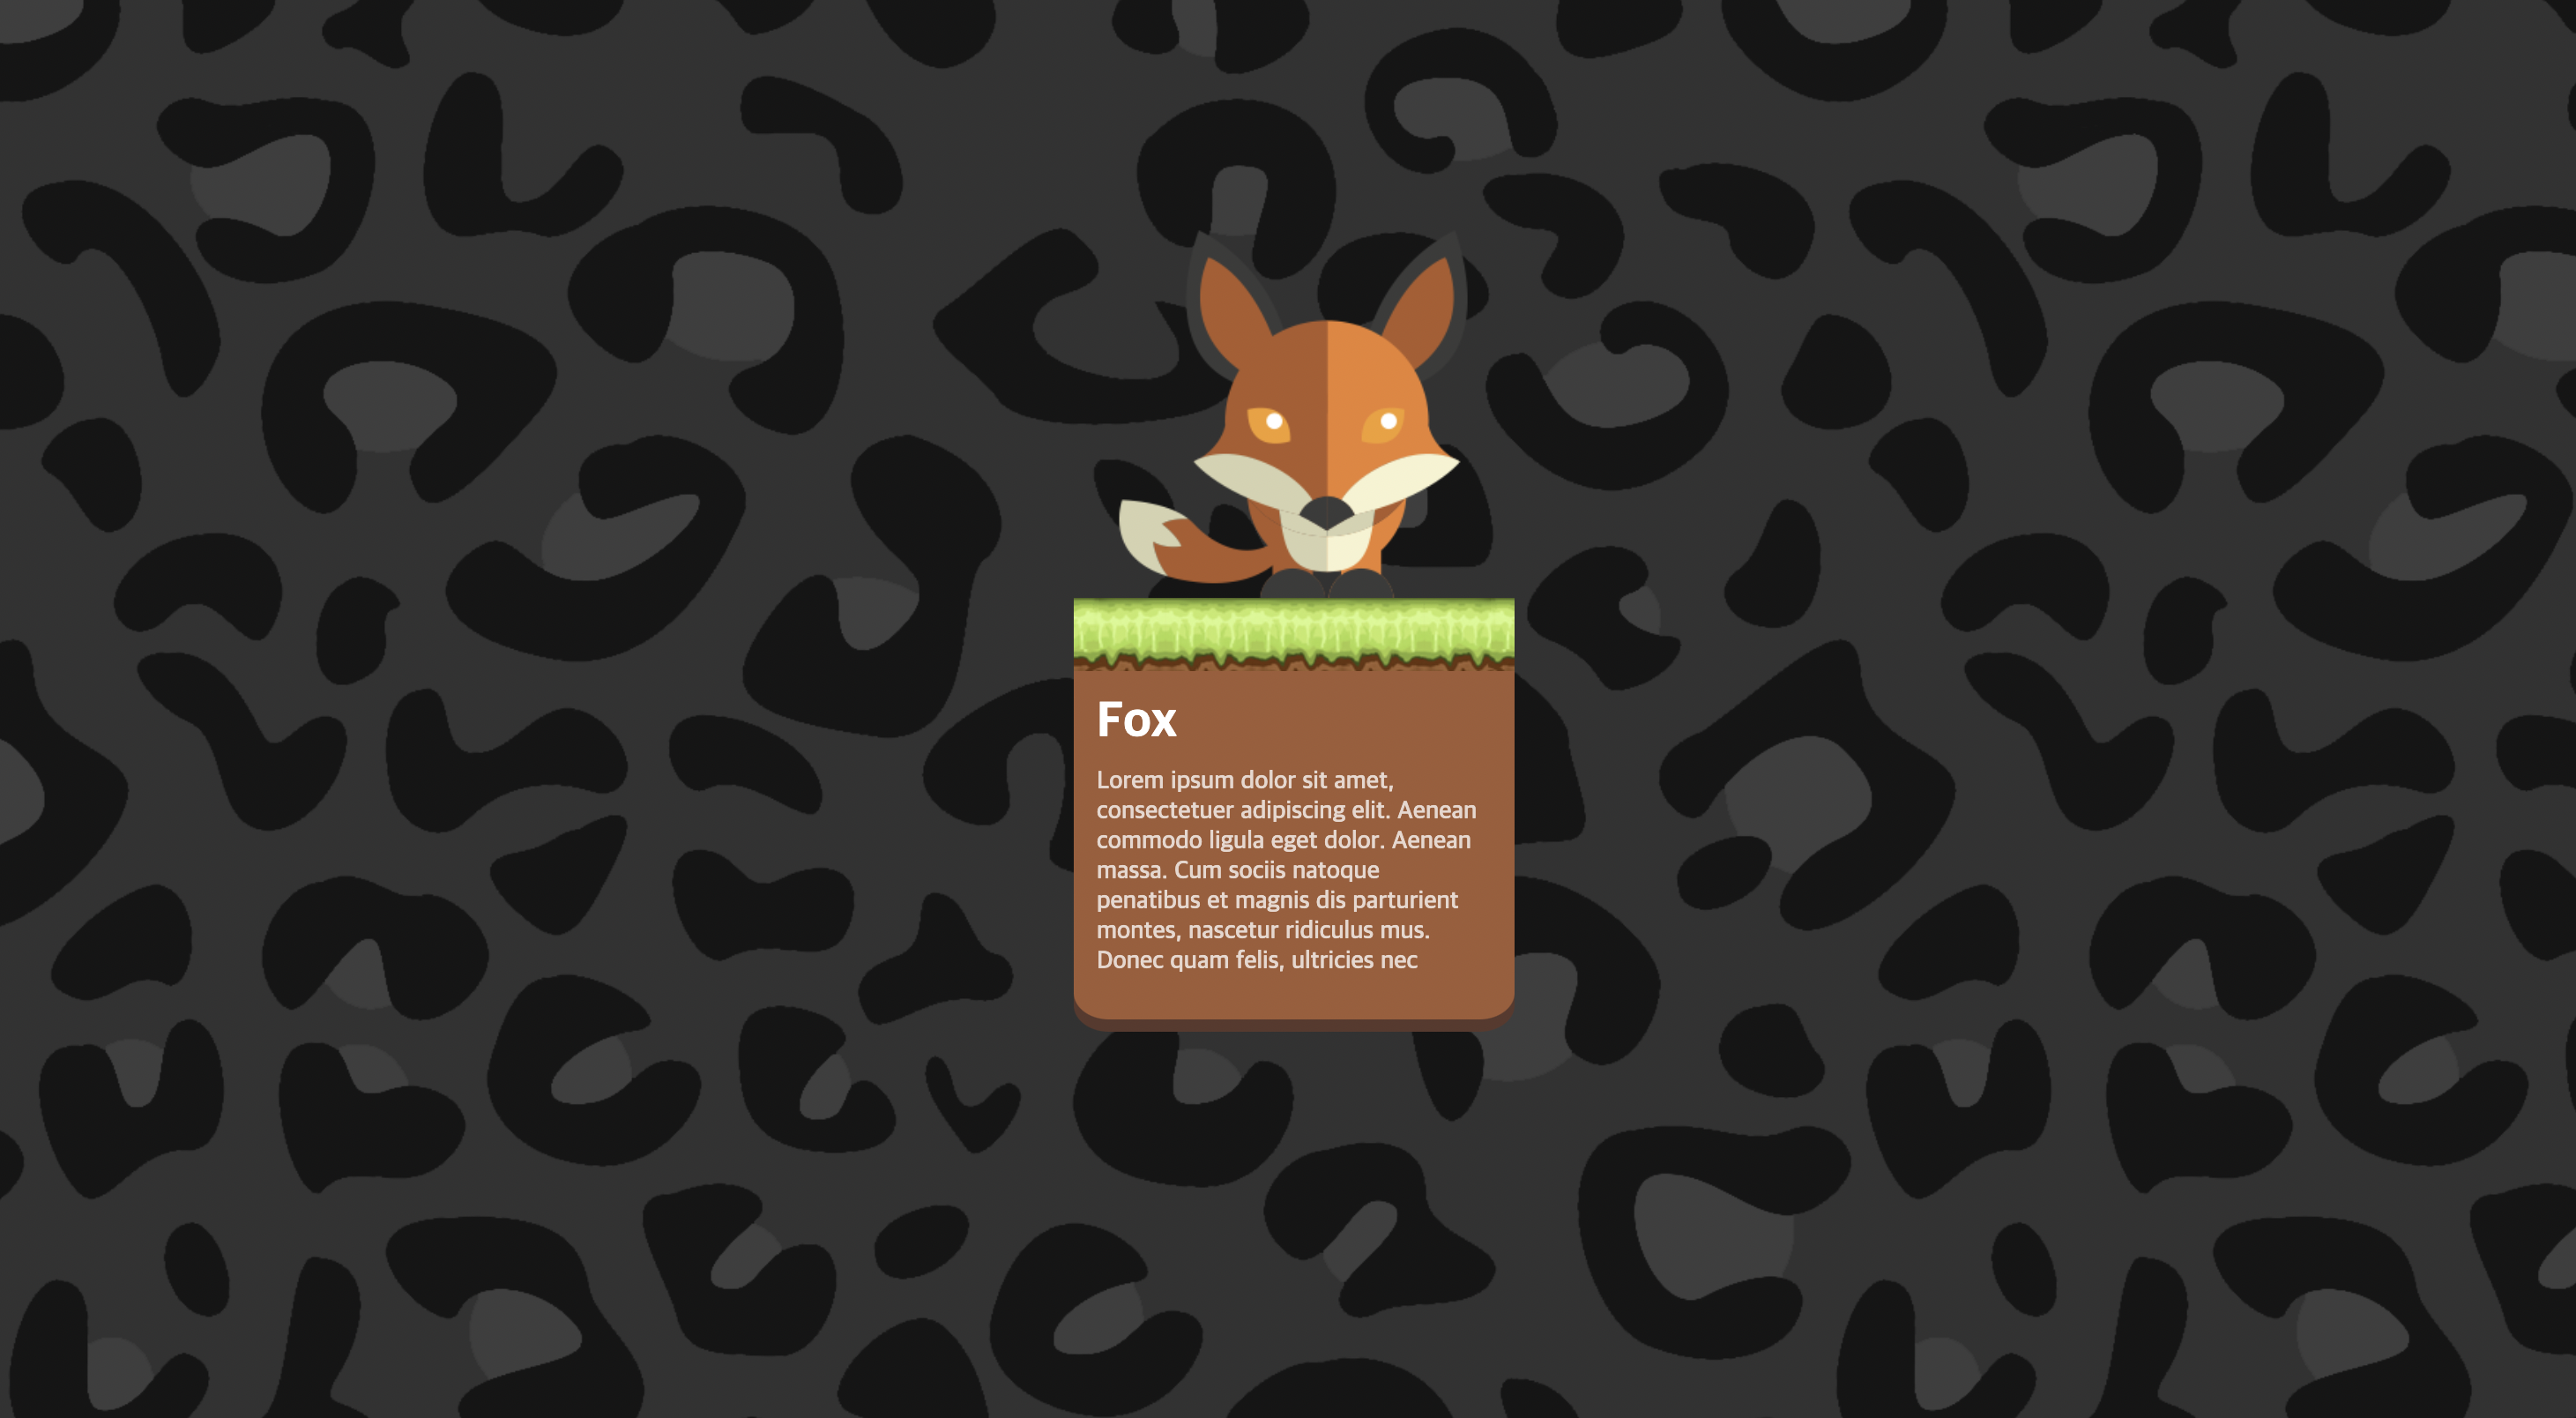 Fox
Lorem ipsum dolor sit amet,
consectetuer adipiscing elit. Aenean
commodo ligula eget dolor. Aenean
massa. Cum sociis natoque
penatibus et magnis dis parturient
montes, nascetur ridiculus mus.
Donec quam felis, ultricies nec